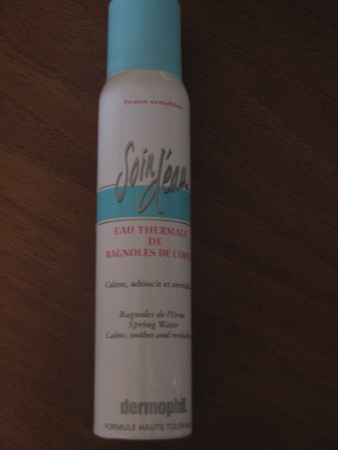 Peaux sensibles
Soin d'eau
EAU THERMALE
DE
BAGNOLES DE L'ORNE
Calme, adoucit et revitalise
Bagnoles de l'Orne
Spring Water
Calms, soothes and revitalizes
dermophil
FORMULE HAUTE TOLERANCE